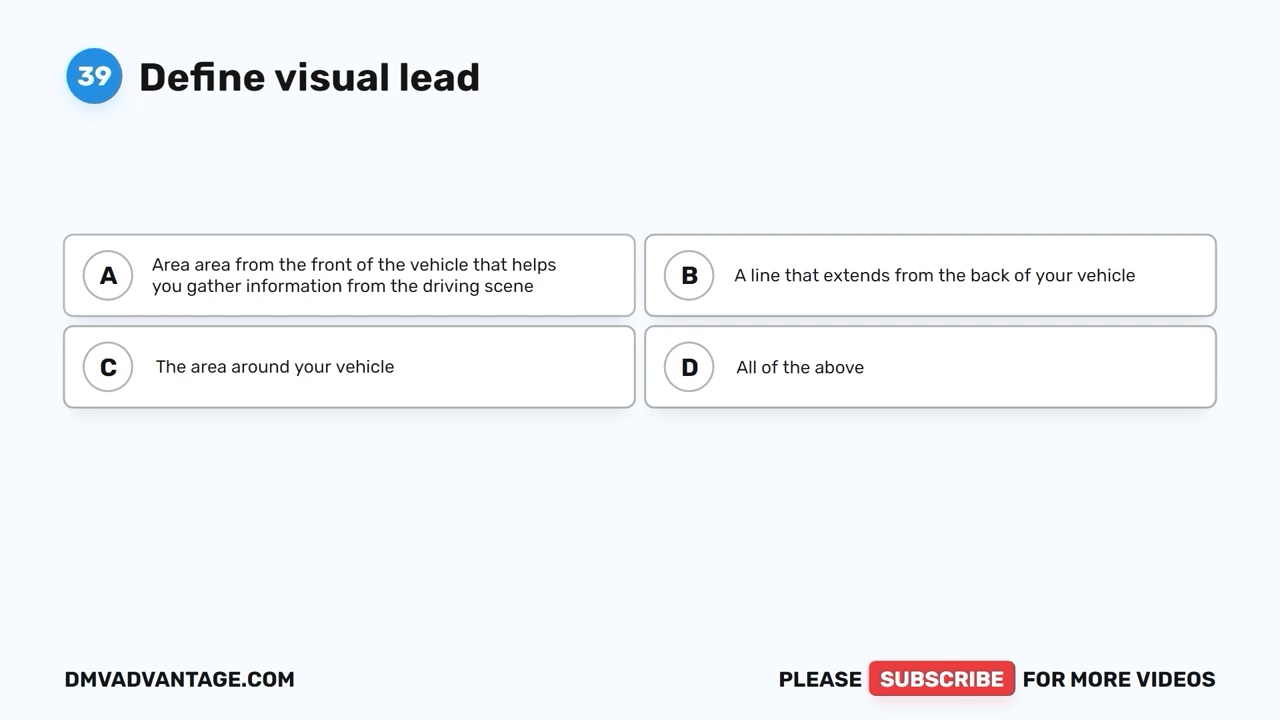 39 Define visual lead
A Area area from the front of the vehicle that helps
you gather information from the driving scene
B A line that extends from the back of your vehicle
C The area around your vehicle
D All of the above
DMVADVANTAGE.COM
PLEASE SUBSCRIBE FOR MORE VIDEOS